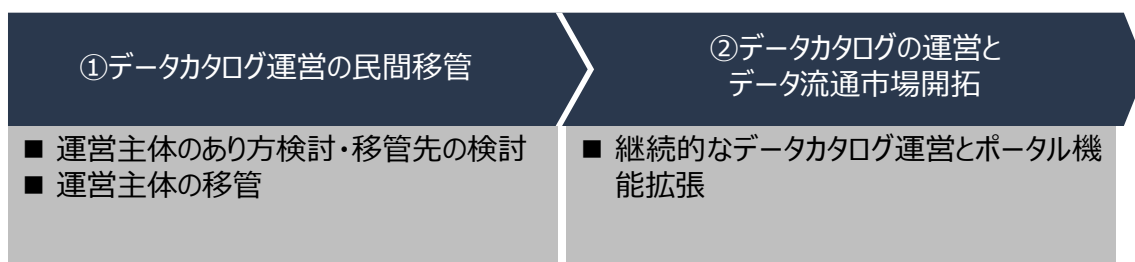 ①データカタログ運営の民間移管
②データカタログの運営と
データ流通市場開拓
■ 運営主体のあり方検討・移管先の検討
■ 運営主体の移管
■ 継続的なデータカタログ運営とポータル機
能拡張